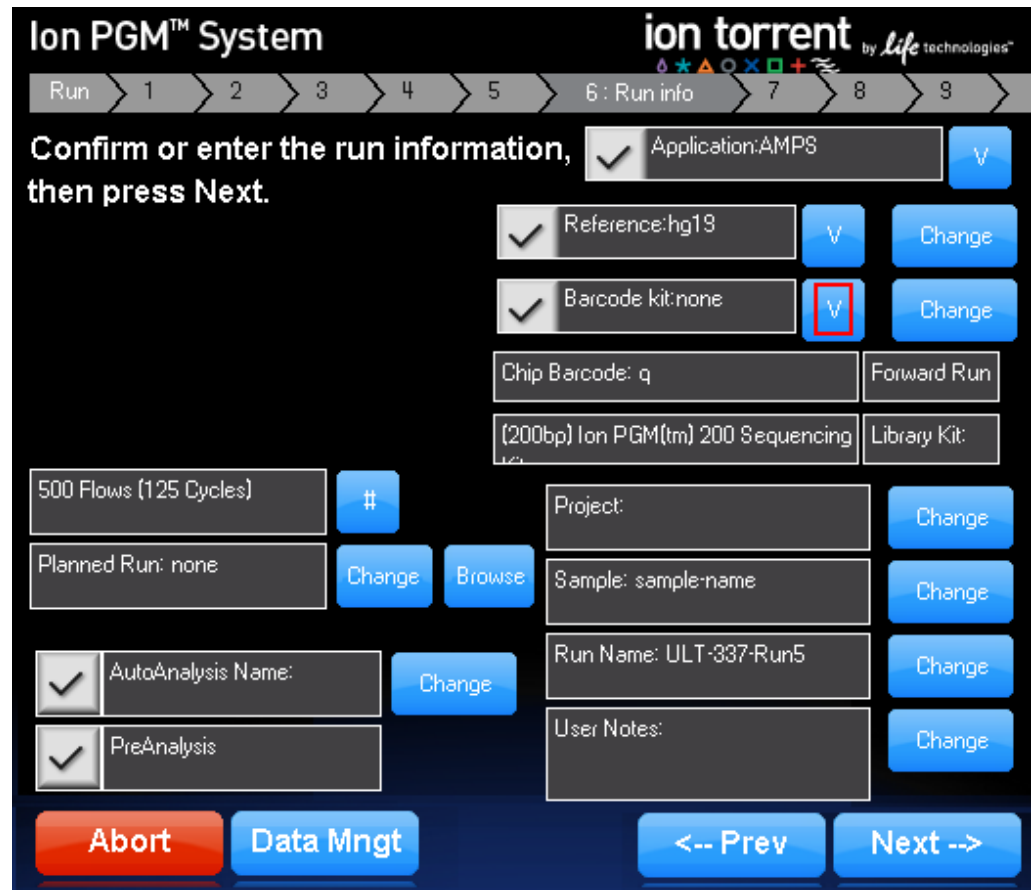 Ion PGM™ System
ion torrent
by life technologies™
Run 1 2 3 4 5 6 : Run info 7 8 9
Confirm or enter the run information,
then press Next.
Application:AMPS V
Reference:hg19 V Change
Barcode kit:none V Change
Chip Barcode: q Forward Run
(200bp) Ion PGM(tm) 200 Sequencing Library Kit:
500 Flows (125 Cycles) #
Project: Change
Planned Run: none Change Browse
Sample: sample-name Change
AutoAnalysis Name: Change
Run Name: ULT-337-Run5 Change
PreAnalysis
User Notes: Change
Abort Data Mngt <-- Prev Next -->